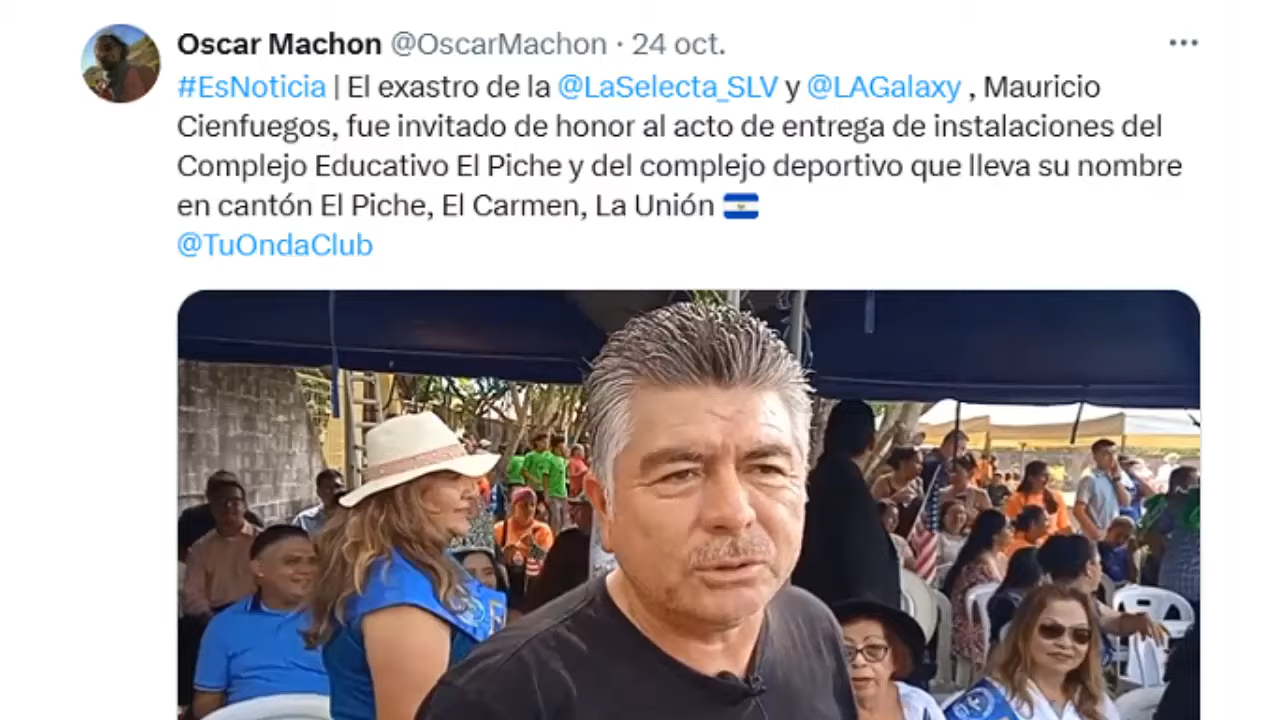 Oscar Machon @OscarMachon · 24 oct.
#EsNoticia | El exastro de la @LaSelecta_SLV y @LAGalaxy , Mauricio
Cienfuegos, fue invitado de honor al acto de entrega de instalaciones del
Complejo Educativo El Piche y del complejo deportivo que lleva su nombre
en cantón El Piche, El Carmen, La Unión 🇸🇻
@TuOndaClub